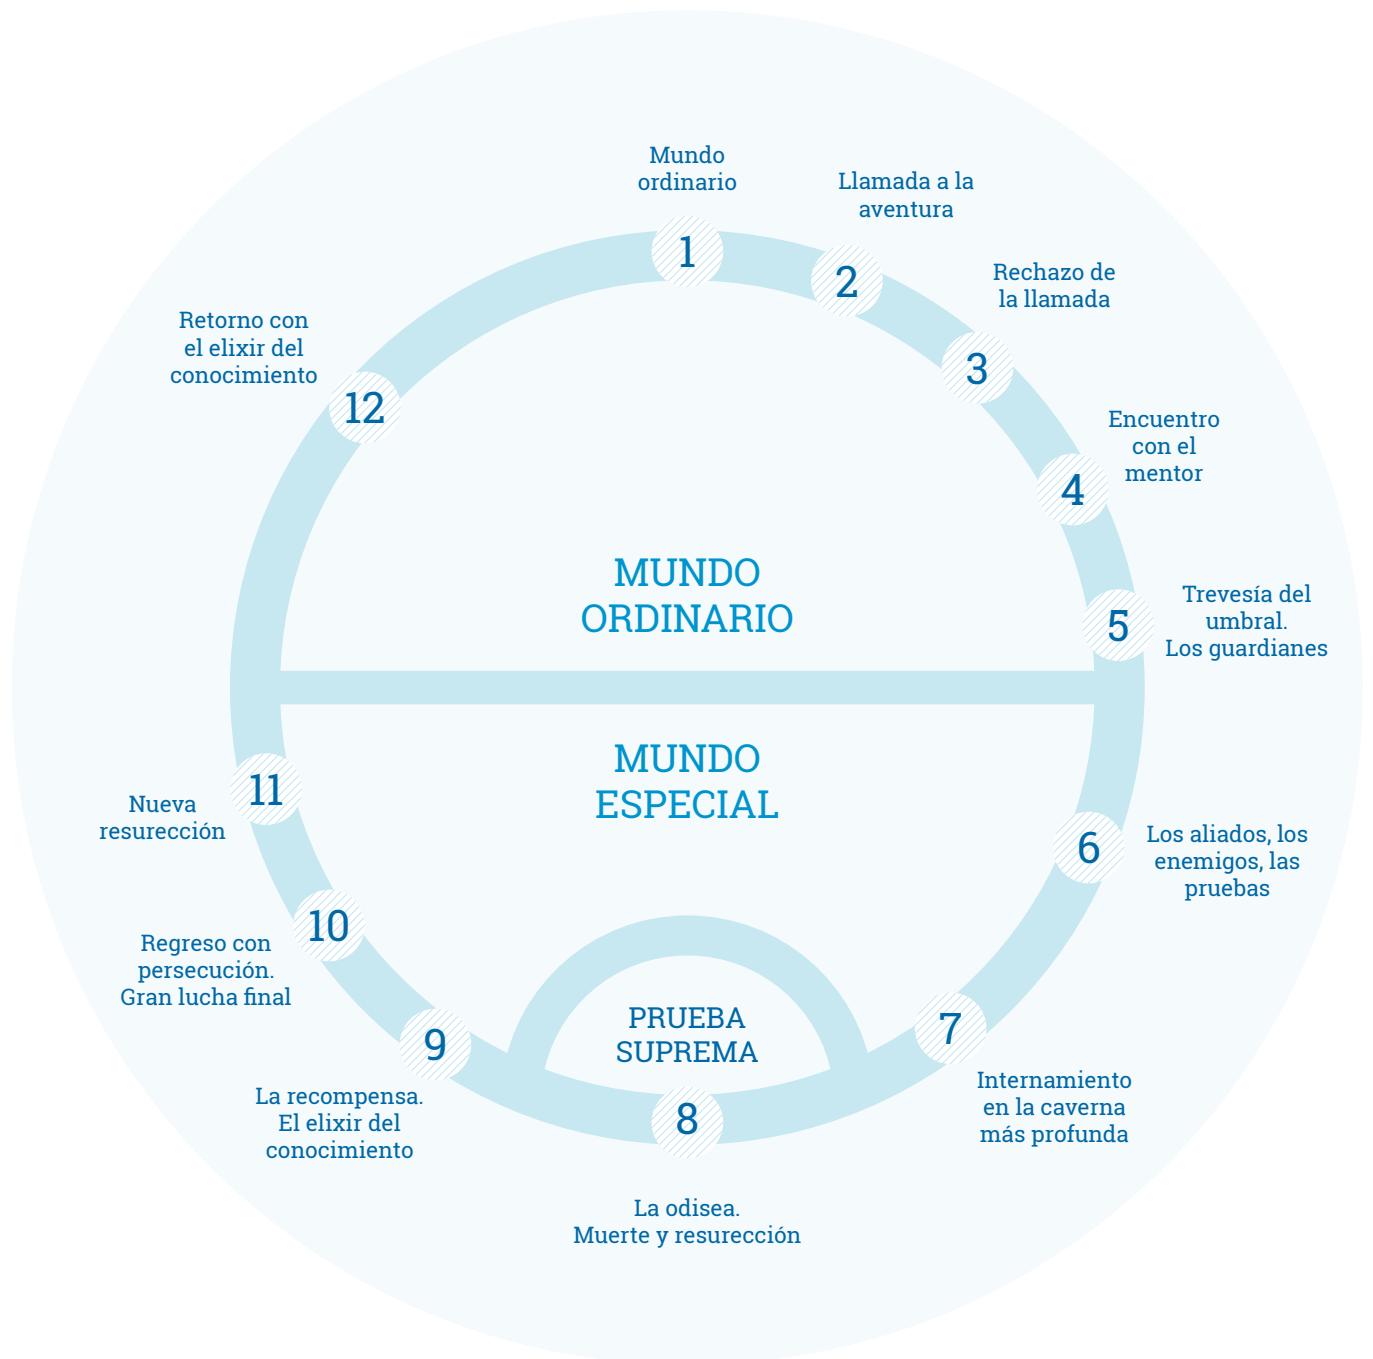 Mundo
ordinario
1
Llamada a la
aventura
2
Rechazo de
la llamada
3
Encuentro
con el
mentor
4
Trevesía del
umbral.
Los guardianes
5
Los aliados, los
enemigos, las
pruebas
6
Internamiento
en la caverna
más profunda
7
La odisea.
Muerte y resurección
8
La recompensa.
El elixir del
conocimiento
9
Regreso con
persecución.
Gran lucha final
10
Nueva
resurección
11
Retorno con
el elixir del
conocimiento
12
MUNDO
ORDINARIO
MUNDO
ESPECIAL
PRUEBA
SUPREMA